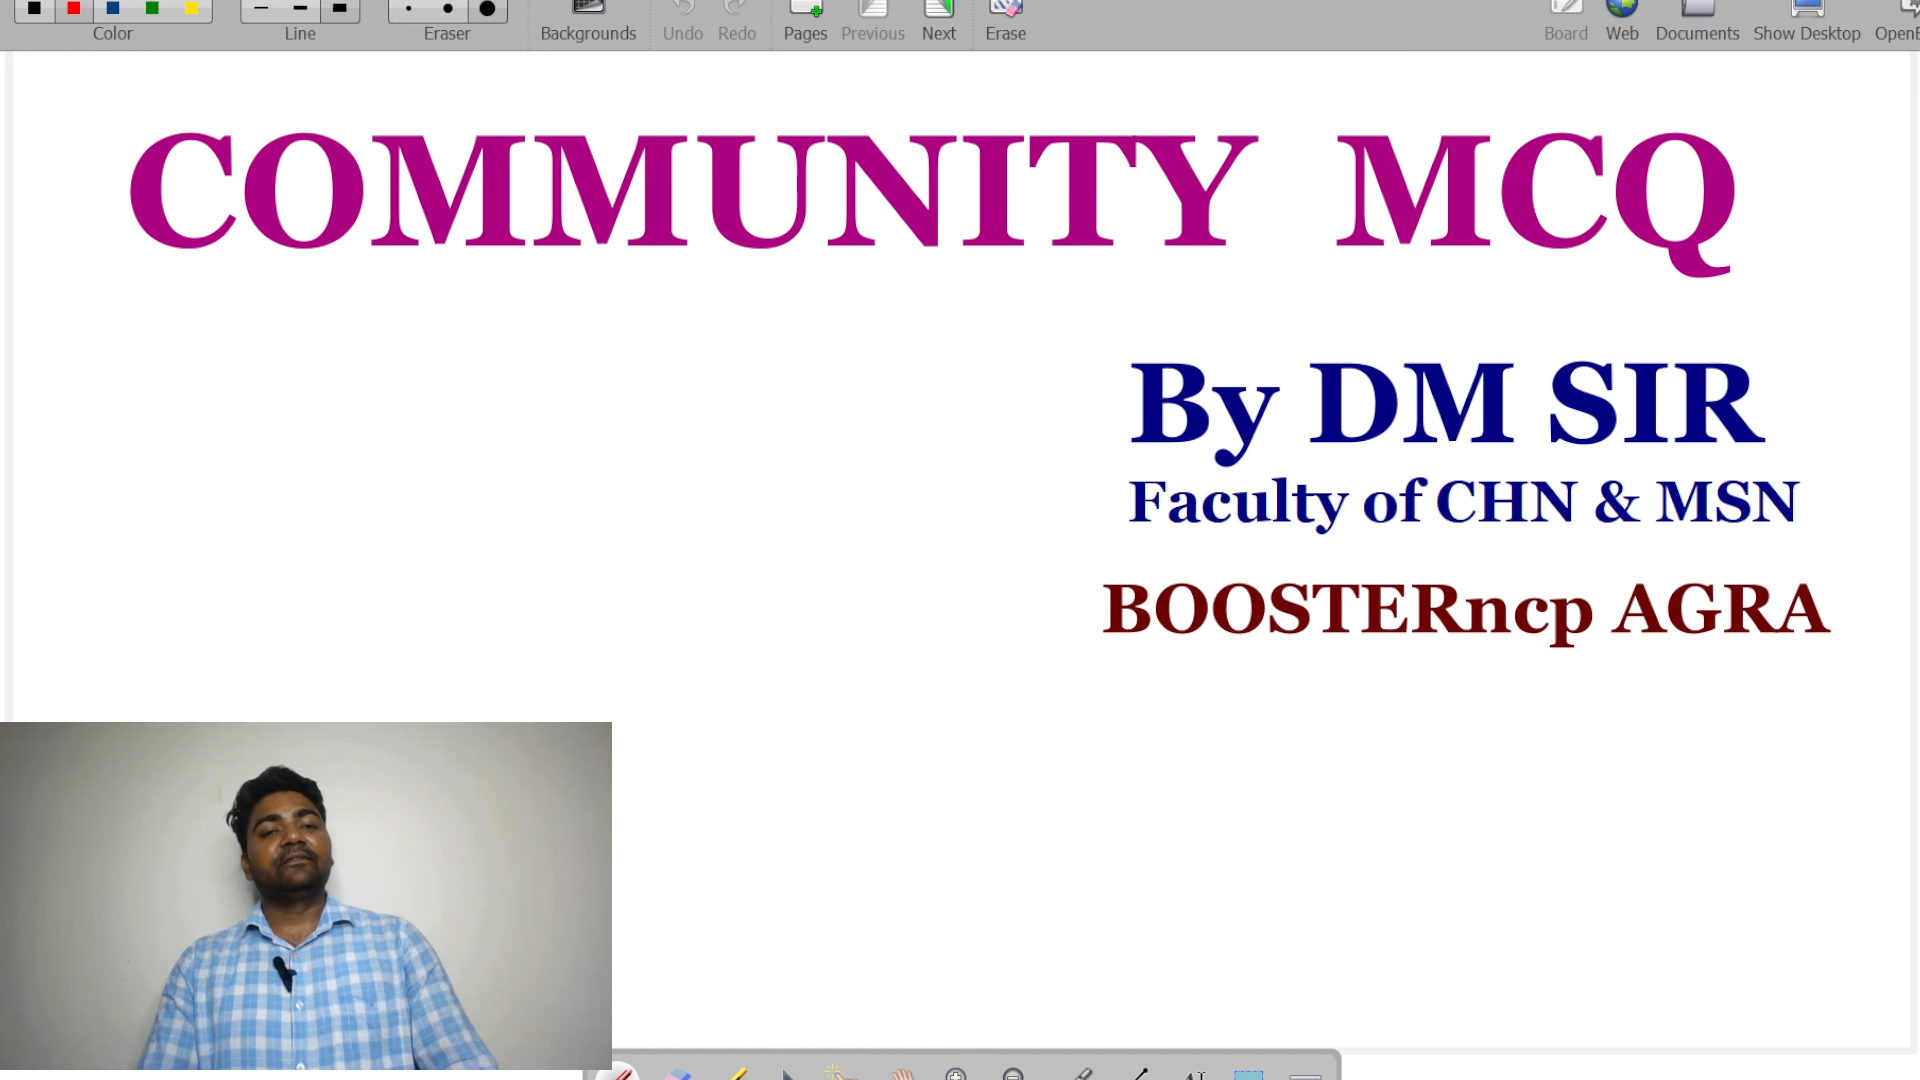 Color Line Eraser Backgrounds Undo Redo Pages Previous Next Erase Board Web Documents Show Desktop
COMMUNITY MCQ
By DM SIR
Faculty of CHN & MSN
BOOSTERncp AGRA